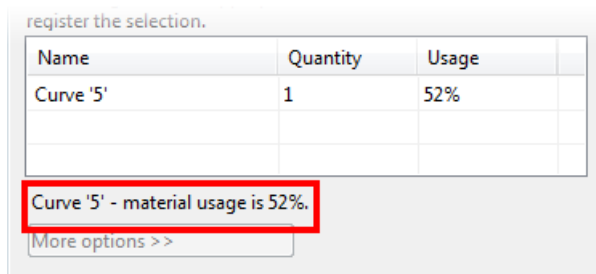 register the selection.
Name Quantity Usage
Curve '5' 1 52%
Curve '5' - material usage is 52%.
More options >>